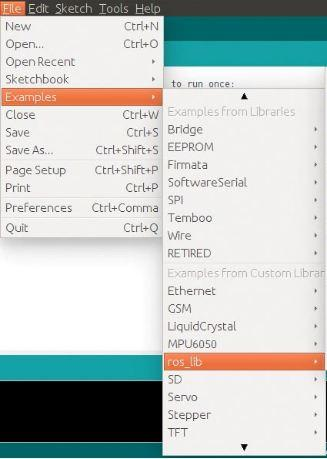 File Edit Sketch Tools Help
New Ctrl+N
Open... Ctrl+O
Open Recent
Sketchbook
Examples
Close Ctrl+W
Save Ctrl+S
Save As... Ctrl+Shift+S
Page Setup Ctrl+Shift+P
Print Ctrl+P
Preferences Ctrl+Comma
Quit Ctrl+Q
to run once:
Examples from Libraries
Bridge
EEPROM
Firmata
SoftwareSerial
SPI
Temboo
Wire
RETIRED
Examples from Custom Librar
Ethernet
GSM
LiquidCrystal
MPU6050
ros_lib
SD
Servo
Stepper
TFT